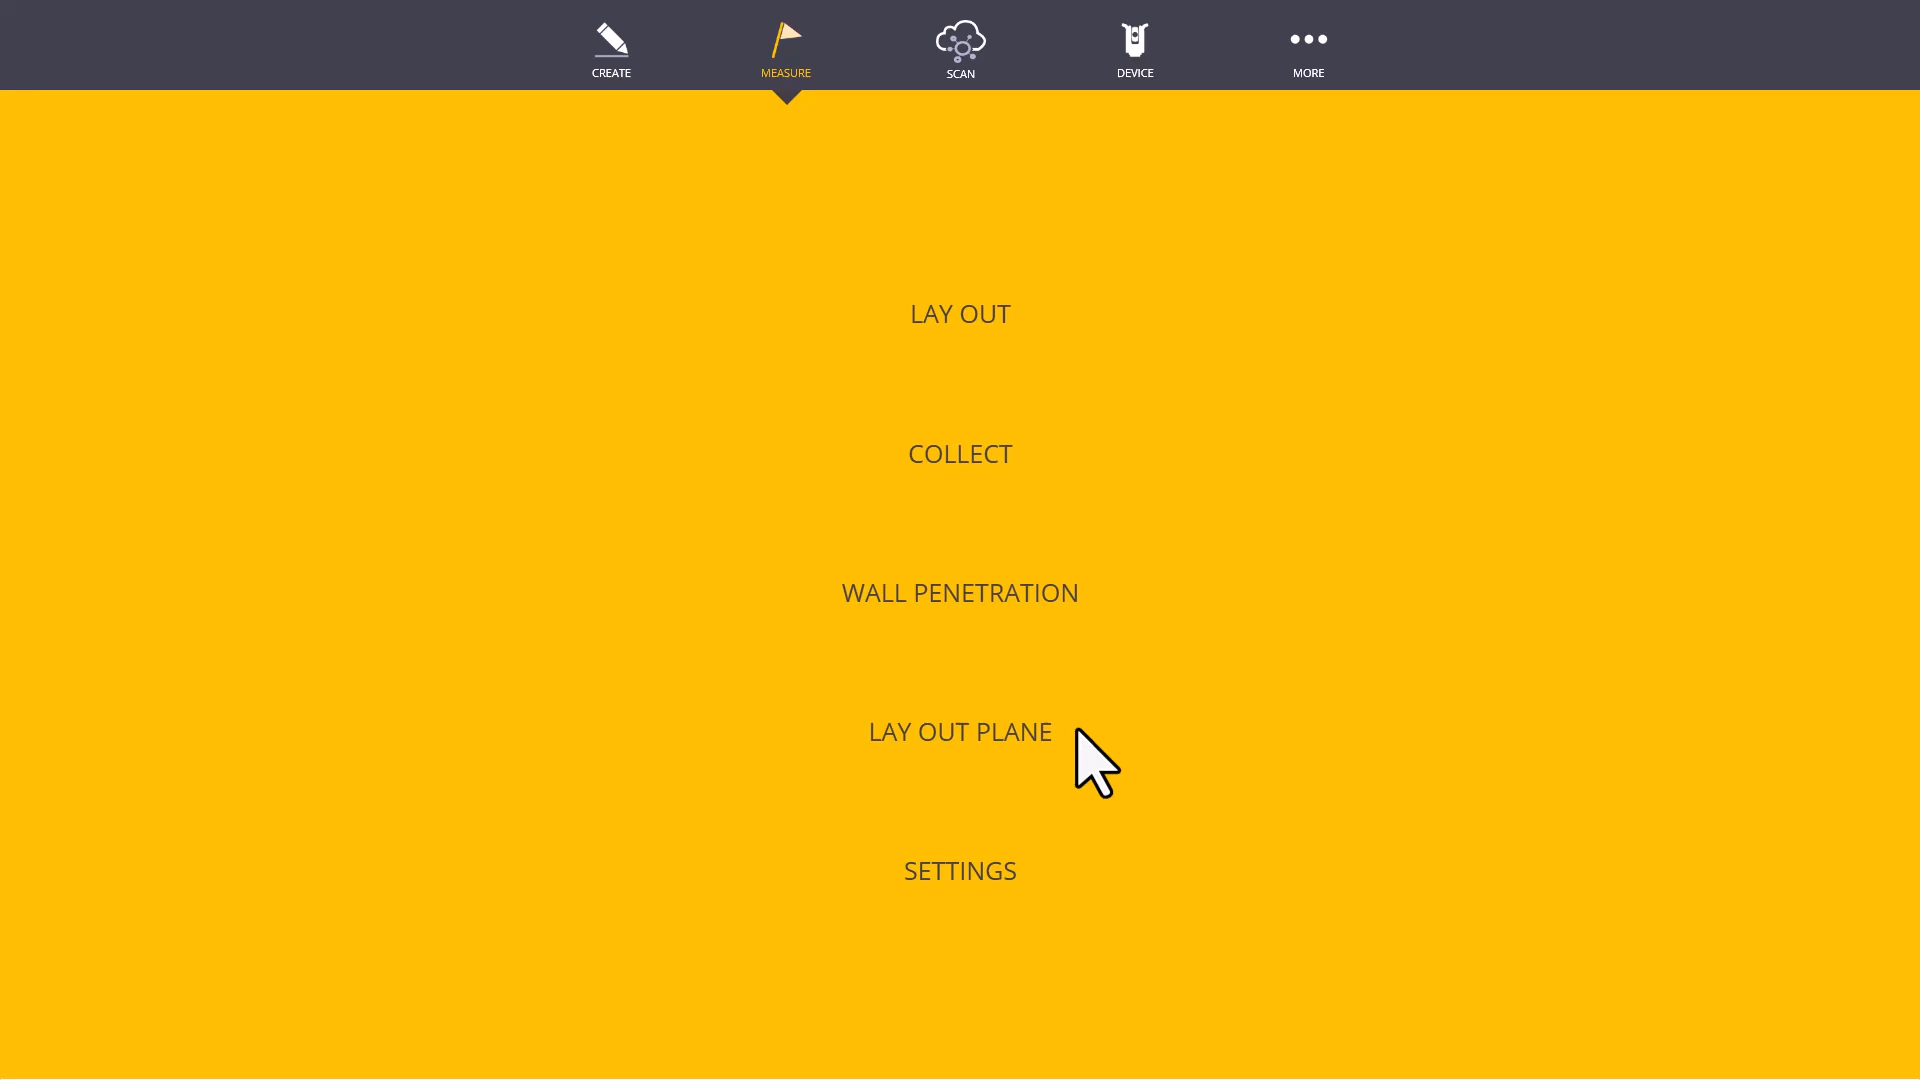 CREATE
MEASURE
SCAN
DEVICE
MORE
LAY OUT
COLLECT
WALL PENETRATION
LAY OUT PLANE
SETTINGS